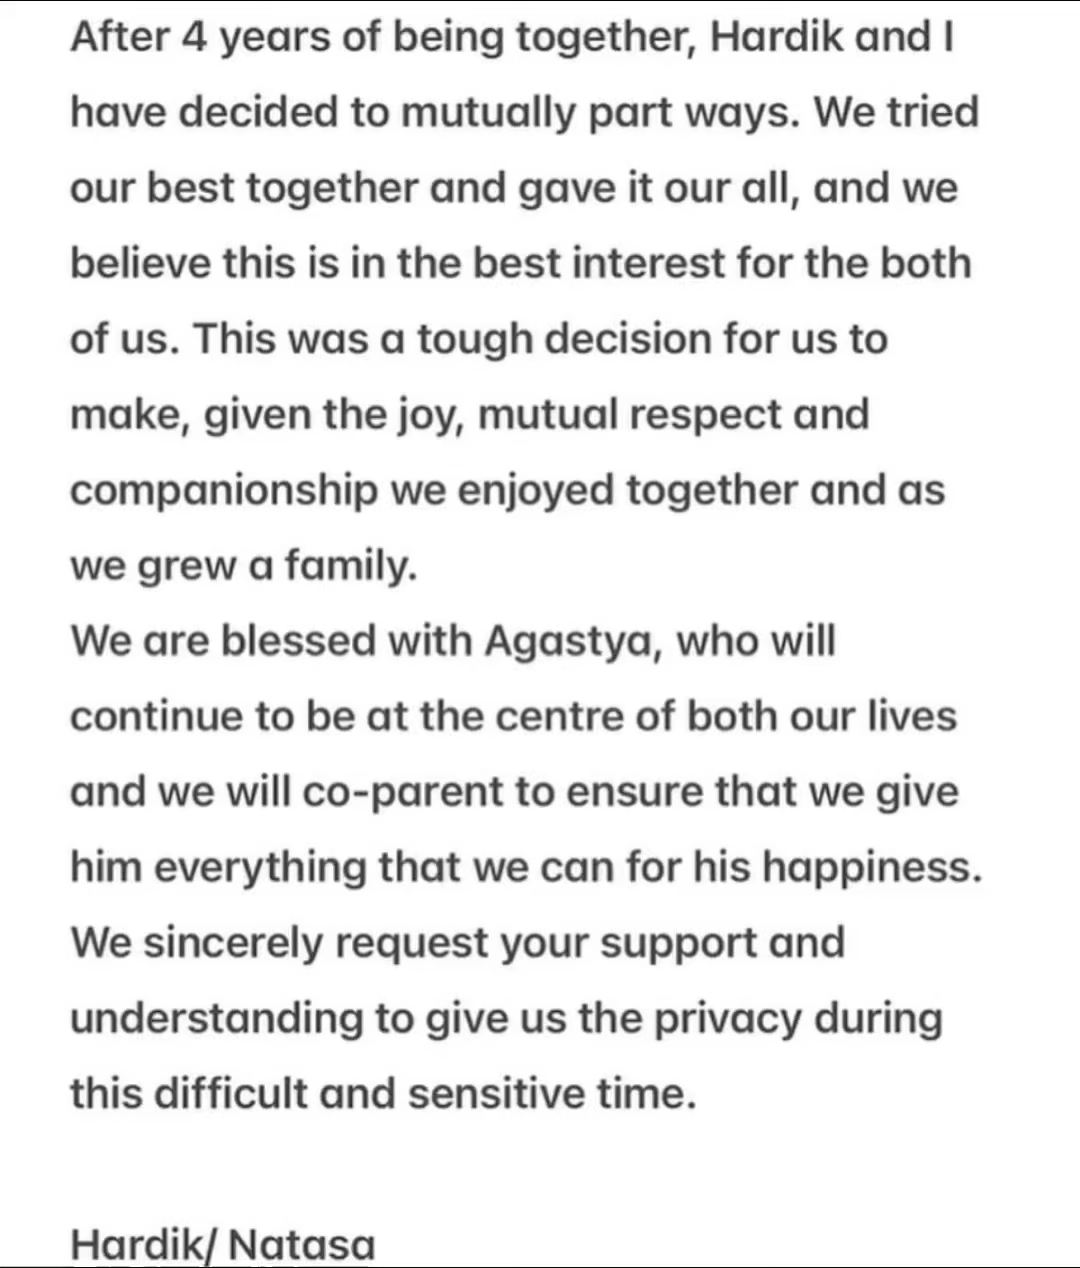 After 4 years of being together, Hardik and I
have decided to mutually part ways. We tried
our best together and gave it our all, and we
believe this is in the best interest for the both
of us. This was a tough decision for us to
make, given the joy, mutual respect and
companionship we enjoyed together and as
we grew a family.
We are blessed with Agastya, who will
continue to be at the centre of both our lives
and we will co-parent to ensure that we give
him everything that we can for his happiness.
We sincerely request your support and
understanding to give us the privacy during
this difficult and sensitive time.
Hardik/ Natasa